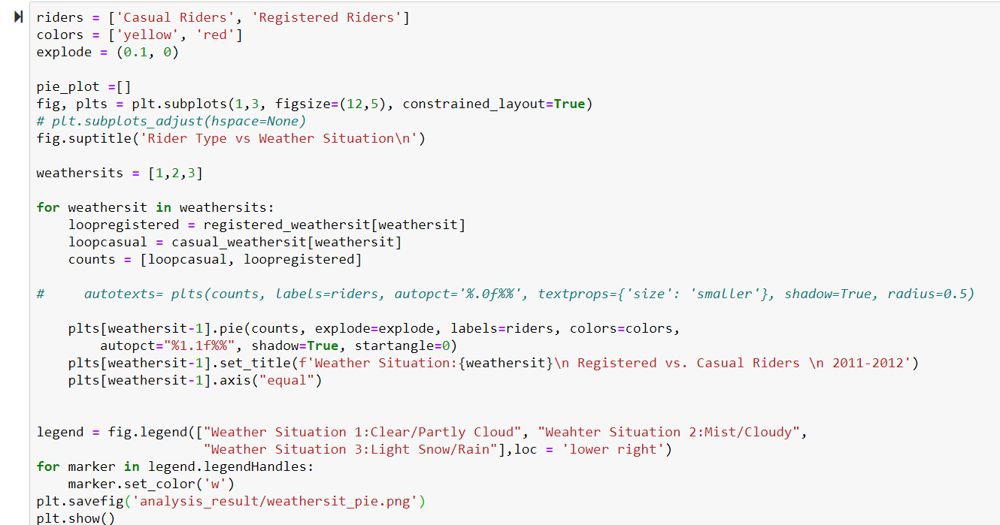 riders = ['Casual Riders', 'Registered Riders']
colors = ['yellow', 'red']
explode = (0.1, 0)

pie_plot =[]
fig, plts = plt.subplots(1,3, figsize=(12,5), constrained_layout=True)
# plt.subplots_adjust(hspace=None)
fig.suptitle('Rider Type vs Weather Situation\n')

weathersits = [1,2,3]

for weathersit in weathersits:
    loopregistered = registered_weathersit[weathersit]
    loopcasual = casual_weathersit[weathersit]
    counts = [loopcasual, loopregistered]

#     autotexts= plts(counts, labels=riders, autopct='%.0f%%', textprops={'size': 'smaller'}, shadow=True, radius=0.5)

    plts[weathersit-1].pie(counts, explode=explode, labels=riders, colors=colors,
        autopct="%1.1f%%", shadow=True, startangle=0)
    plts[weathersit-1].set_title(f'Weather Situation:{weathersit}\n Registered vs. Casual Riders \n 2011-2012')
    plts[weathersit-1].axis("equal")


legend = fig.legend(["Weather Situation 1:Clear/Partly Cloud", "Weahter Situation 2:Mist/Cloudy",
                     "Weather Situation 3:Light Snow/Rain"],loc = 'lower right')
for marker in legend.legendHandles:
    marker.set_color('w')
plt.savefig('analysis_result/weathersit_pie.png')
plt.show()